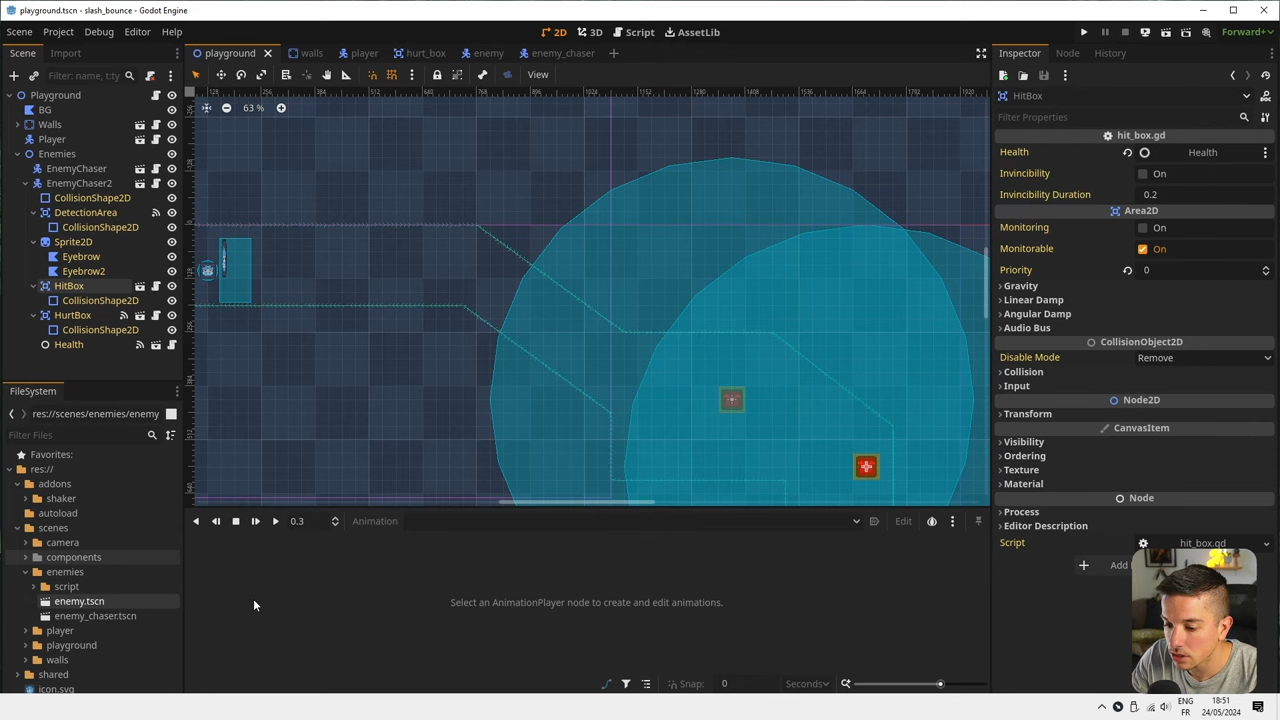 playground.tscn - slash_bounce - Godot Engine
Scene Project Debug Editor Help
2D 3D Script AssetLib
Forward+
Scene Import
playground walls player hurt_box enemy enemy_chaser
Inspector Node History
Filter: name, t:ty
View
HitBox
63 %
Filter Properties
Playground
BG
Walls
Player
Enemies
EnemyChaser
EnemyChaser2
CollisionShape2D
DetectionArea
CollisionShape2D
Sprite2D
Eyebrow
Eyebrow2
HitBox
CollisionShape2D
HurtBox
CollisionShape2D
Health
hit_box.gd
Health Health
Invincibility On
Invincibility Duration 0.2
Area2D
Monitoring On
Monitorable On
Priority 0
Gravity
Linear Damp
Angular Damp
Audio Bus
CollisionObject2D
Disable Mode Remove
Collision
Input
Node2D
Transform
CanvasItem
Visibility
Ordering
Texture
Material
Node
Process
Editor Description
Script hit_box.gd
Add
FileSystem
res://scenes/enemies/enemy
Filter Files
Favorites:
res://
addons
shaker
autoload
scenes
camera
components
enemies
script
enemy.tscn
enemy_chaser.tscn
player
playground
walls
shared
icon.svg
0.3 Animation Edit
Select an AnimationPlayer node to create and edit animations.
Snap: 0 Seconds
ENG
FR
18:51
24/05/2024